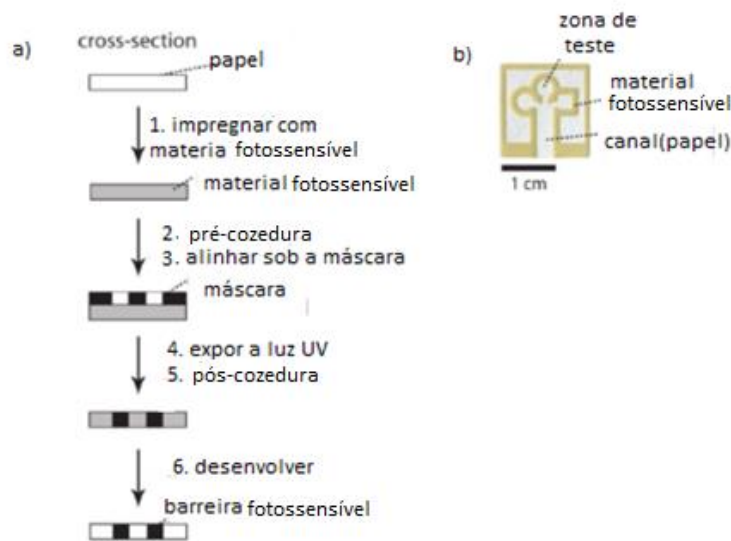 a)
cross-section
papel
1. impregnar com
materia fotossensível
material fotossensível
2. pré-cozedura
3. alinhar sob a máscara
máscara
4. expor a luz UV
5. pós-cozedura
6. desenvolver
barreira fotossensível
b)
zona de
teste
material
fotossensível
canal(papel)
1 cm